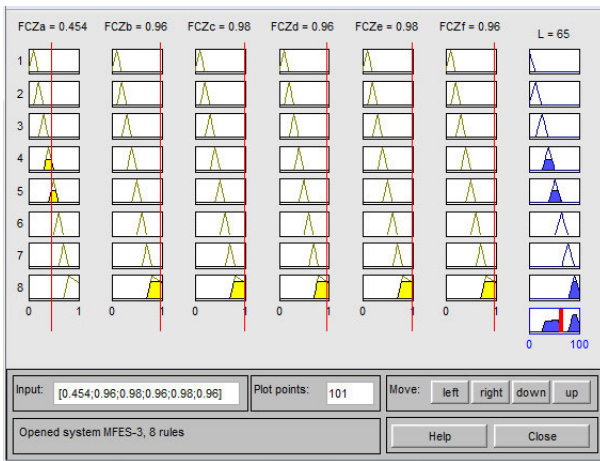 FCZa = 0.454 FCZb = 0.96 FCZc = 0.98 FCZd = 0.96 FCZe = 0.98 FCZf = 0.96 L = 65
1
2
3
4
5
6
7
8
0 1 0 1 0 1 0 1 0 1 0 1
0 100
Input: [0.454;0.96;0.98;0.96;0.98;0.96] Plot points: 101 Move: left right down up
Opened system MFES-3, 8 rules Help Close